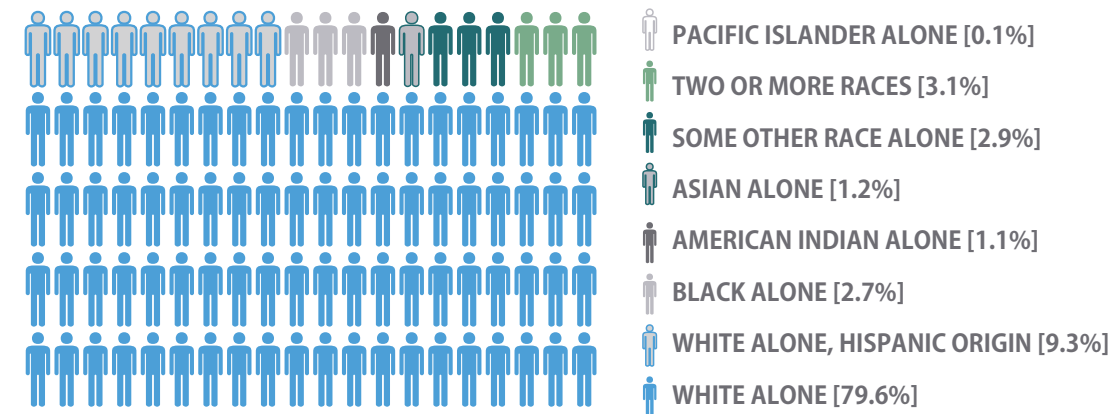 PACIFIC ISLANDER ALONE [0.1%]
TWO OR MORE RACES [3.1%]
SOME OTHER RACE ALONE [2.9%]
ASIAN ALONE [1.2%]
AMERICAN INDIAN ALONE [1.1%]
BLACK ALONE [2.7%]
WHITE ALONE, HISPANIC ORIGIN [9.3%]
WHITE ALONE [79.6%]